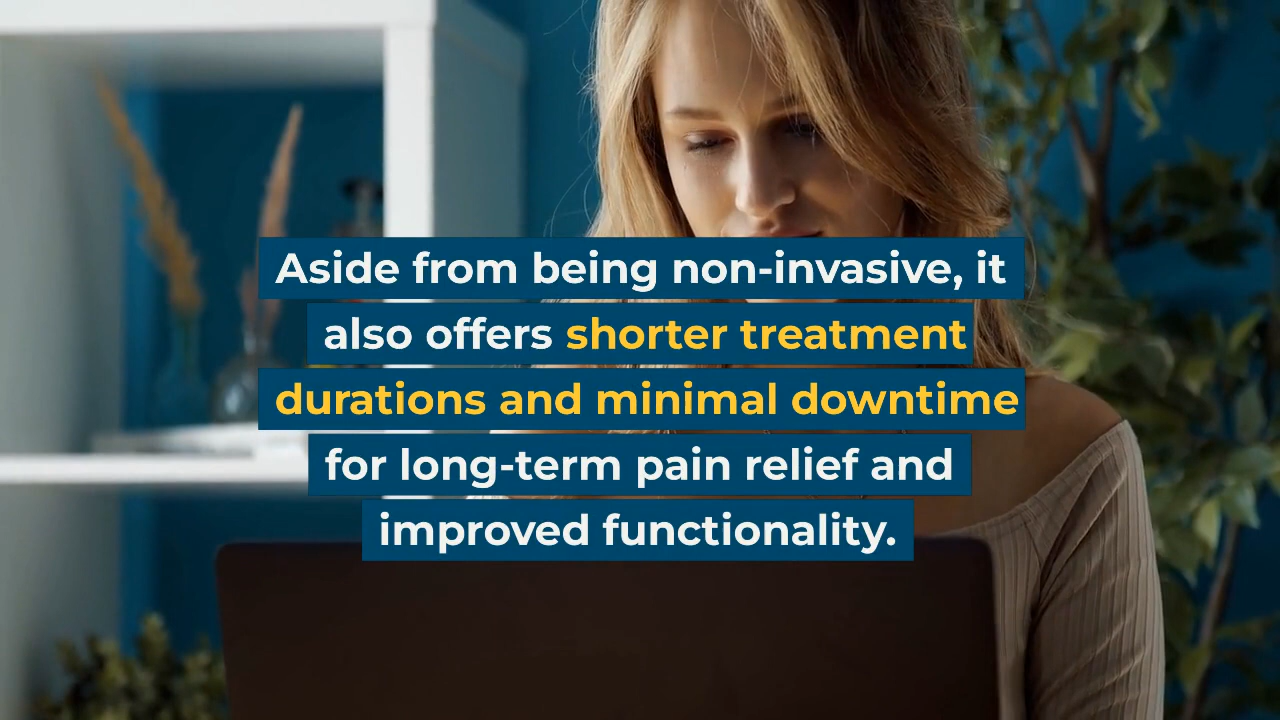 Aside from being non-invasive, it
also offers shorter treatment
durations and minimal downtime
for long-term pain relief and
improved functionality.